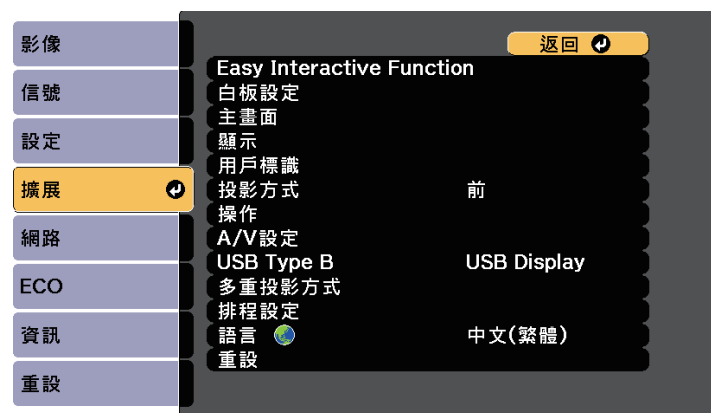 影像
信號
設定
擴展
網路
ECO
資訊
重設
返回
Easy Interactive Function
白板設定
主畫面
顯示
用戶標識
投影方式 前
操作
A/V設定
USB Type B USB Display
多重投影方式
排程設定
語言 中文(繁體)
重設